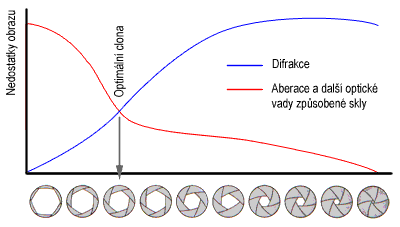 Nedostatky obrazu
Optimální clona
Difrakce
Aberace a další optické
vady způsobené skly